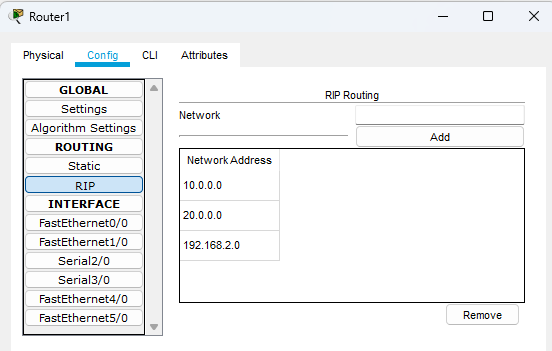 Router1
Physical Config CLI Attributes
GLOBAL
Settings
Algorithm Settings
ROUTING
Static
RIP
INTERFACE
FastEthernet0/0
FastEthernet1/0
Serial2/0
Serial3/0
FastEthernet4/0
FastEthernet5/0
RIP Routing
Network
Add
Network Address
10.0.0.0
20.0.0.0
192.168.2.0
Remove